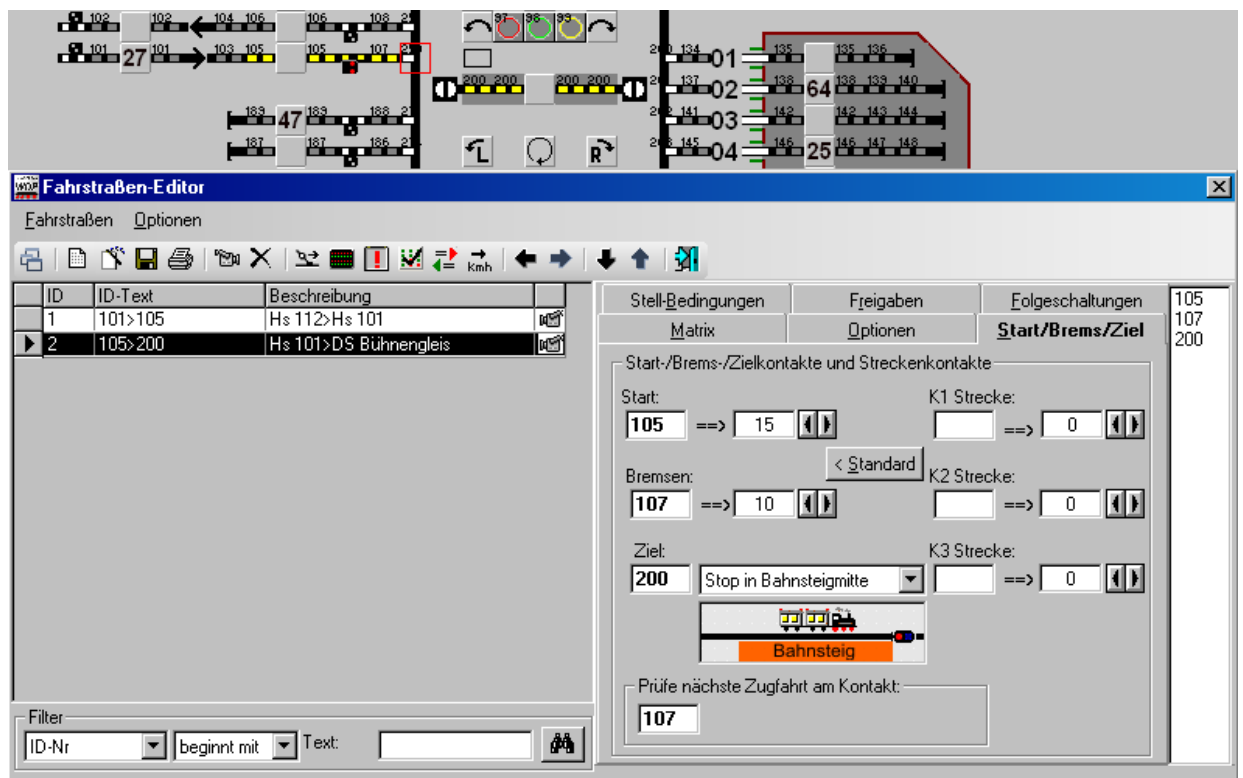 102 102 104 106 106 108
97 98 99
101 27 101 103 105 105 107
134 01 135 135 136
200 200 200 200
137 02 138 64 138 139 140
189 47 189 188
141 03 142 142 143 144
187 187 186
L R
145 04 146 25 146 147 148
Fahrstraßen-Editor
Fahrstraßen Optionen
Kmh
ID ID-Text Beschreibung
1 101>105 Hs 112>Hs 101
2 105>200 Hs 101>DS Bühnengleis
Stell-Bedingungen Freigaben Folgeschaltungen
Matrix Optionen Start/Brems/Ziel
105
107
200
Start-/Brems-/Zielkontakte und Streckenkontakte
Start: K1 Strecke:
105 ==> 15 ==> 0
< Standard
Bremsen: K2 Strecke:
107 ==> 10 ==> 0
Ziel: K3 Strecke:
200 Stop in Bahnsteigmitte ==> 0
Bahnsteig
Prüfe nächste Zugfahrt am Kontakt:
107
Filter
ID-Nr beginnt mit Text: